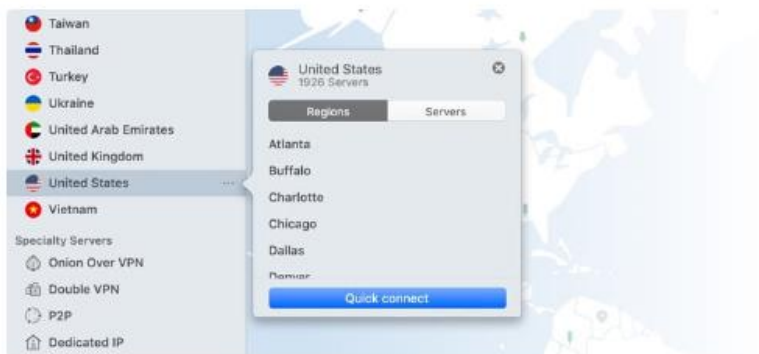 Taiwan
Thailand
Turkey
Ukraine
United Arab Emirates
United Kingdom
United States ...
Vietnam
Specialty Servers
Onion Over VPN
Double VPN
P2P
Dedicated IP
United States
1926 Servers
Regions Servers
Atlanta
Buffalo
Charlotte
Chicago
Dallas
Denver
Quick connect